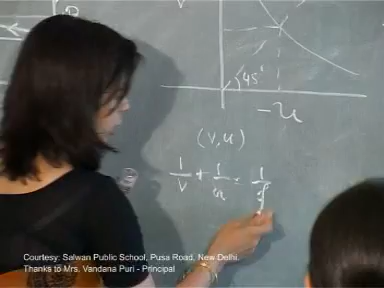 V
45°
-u
(v,u)
1/v + 1/u = 1/f
Courtesy: Salwan Public School, Pusa Road, New Delhi.
Thanks to Mrs. Vandana Puri - Principal